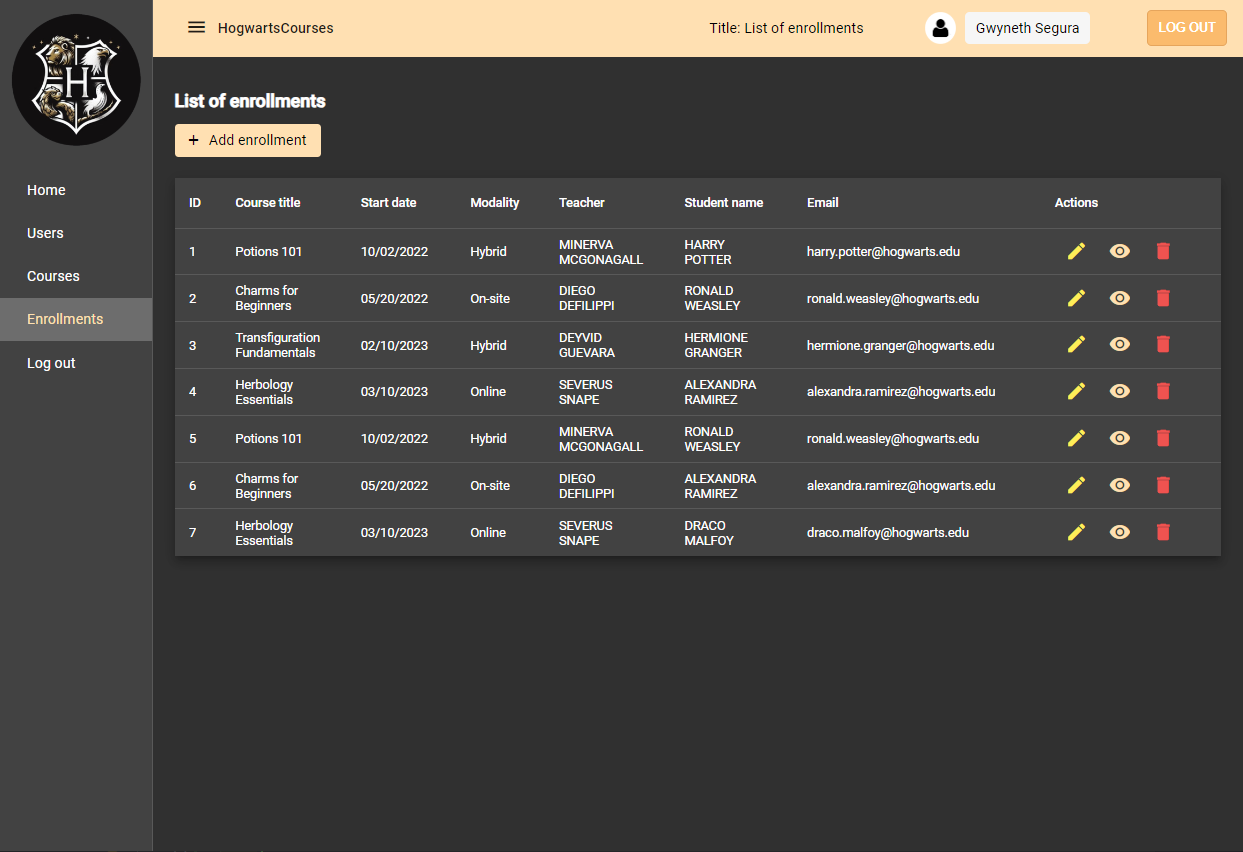 H
HogwartsCourses
Title: List of enrollments
Gwyneth Segura
LOG OUT
Home
Users
Courses
Enrollments
Log out
List of enrollments
+ Add enrollment
ID Course title Start date Modality Teacher Student name Email Actions
1 Potions 101 10/02/2022 Hybrid MINERVA MCGONAGALL HARRY POTTER harry.potter@hogwarts.edu
2 Charms for Beginners 05/20/2022 On-site DIEGO DEFILIPPI RONALD WEASLEY ronald.weasley@hogwarts.edu
3 Transfiguration Fundamentals 02/10/2023 Hybrid DEYVID GUEVARA HERMIONE GRANGER hermione.granger@hogwarts.edu
4 Herbology Essentials 03/10/2023 Online SEVERUS SNAPE ALEXANDRA RAMIREZ alexandra.ramirez@hogwarts.edu
5 Potions 101 10/02/2022 Hybrid MINERVA MCGONAGALL RONALD WEASLEY ronald.weasley@hogwarts.edu
6 Charms for Beginners 05/20/2022 On-site DIEGO DEFILIPPI ALEXANDRA RAMIREZ alexandra.ramirez@hogwarts.edu
7 Herbology Essentials 03/10/2023 Online SEVERUS SNAPE DRACO MALFOY draco.malfoy@hogwarts.edu